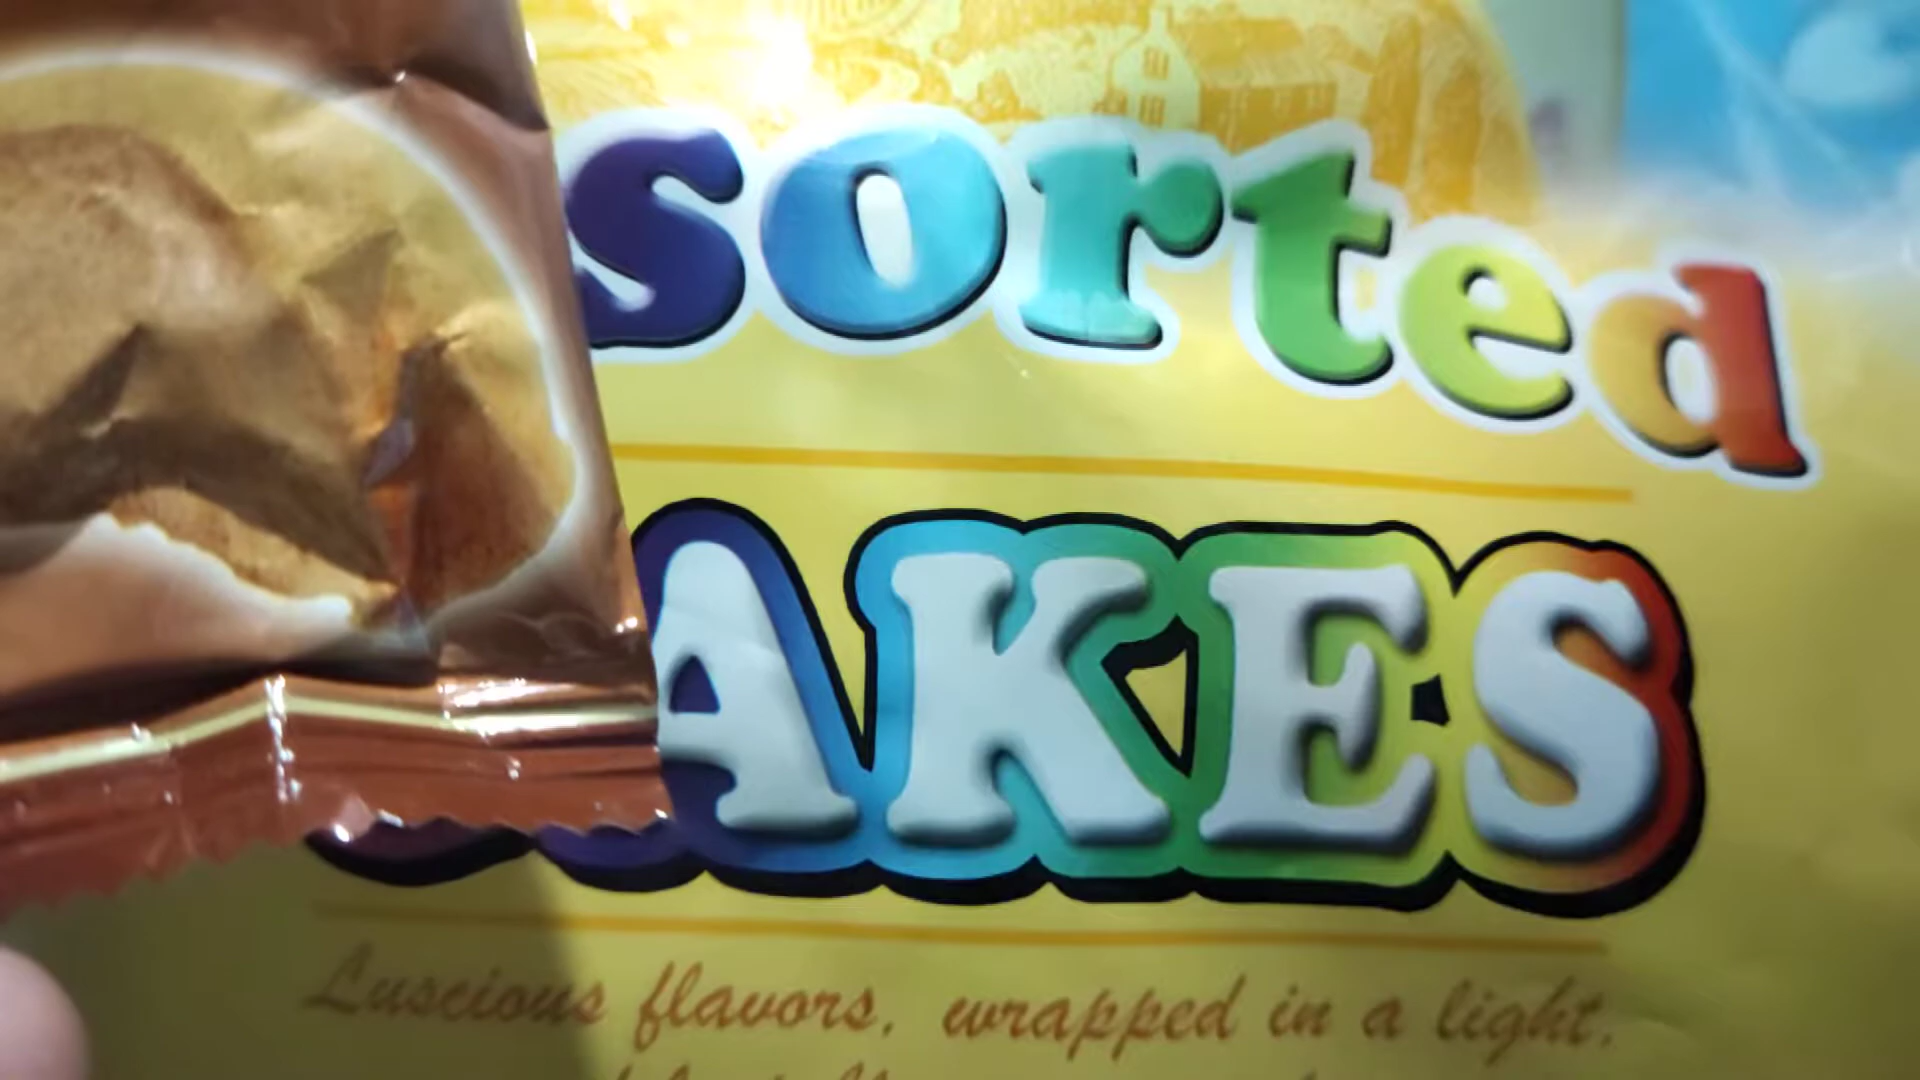 sorted
AKES
Luscious flavors, wrapped in a light,